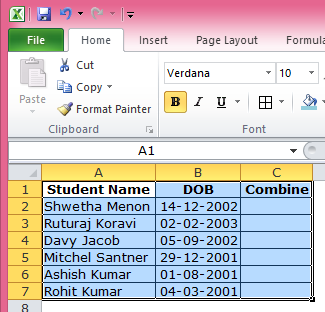 File Home Insert Page Layout Formula
Cut
Copy
Format Painter
Paste
Clipboard
Verdana 10
B I U
Font
A1
A B C
1 Student Name DOB Combine
2 Shwetha Menon 14-12-2002
3 Ruturaj Koravi 02-02-2003
4 Davy Jacob 05-09-2002
5 Mitchel Santner 29-12-2001
6 Ashish Kumar 01-08-2001
7 Rohit Kumar 04-03-2001